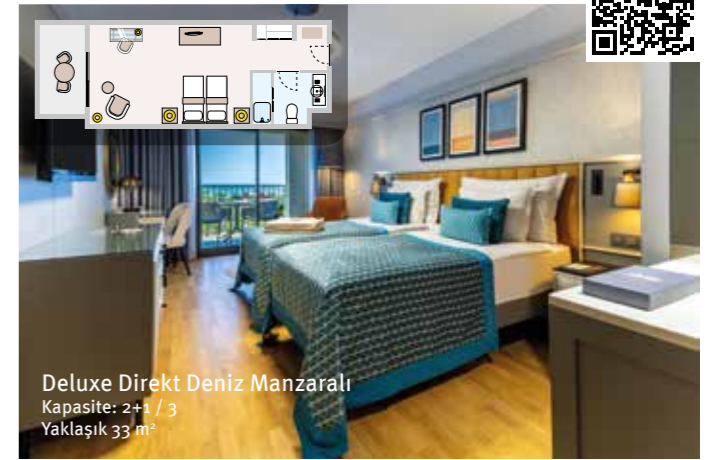 Deluxe Direkt Deniz Manzaralı
Kapasite: 2+1 / 3
Yaklaşık 33 m²